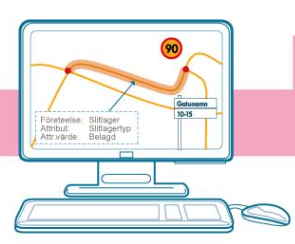 90
Gatunamn
10-15
Företeelse: Slitlager
Attribut: Slitlagertyp
Attr.värde: Belagd